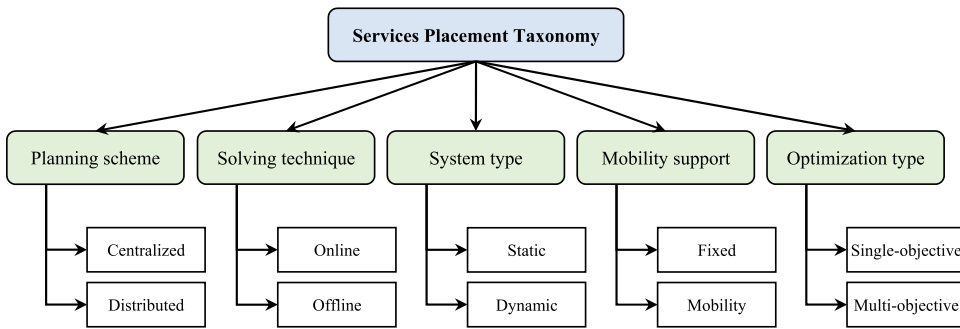 Services Placement Taxonomy
Planning scheme
Solving technique
System type
Mobility support
Optimization type
Centralized
Online
Static
Fixed
Single-objective
Distributed
Offline
Dynamic
Mobility
Multi-objective